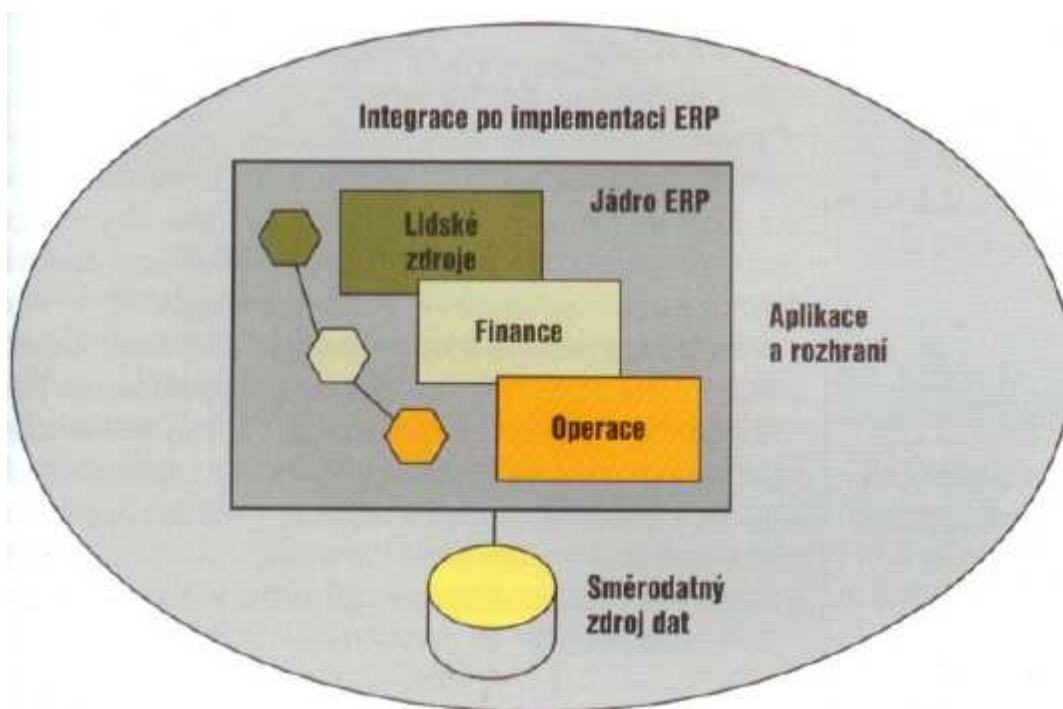 Integrace po implementaci ERP
Jádro ERP
Lidské
zdroje
Finance
Aplikace
a rozhraní
Operace
Směrodatný
zdroj dat